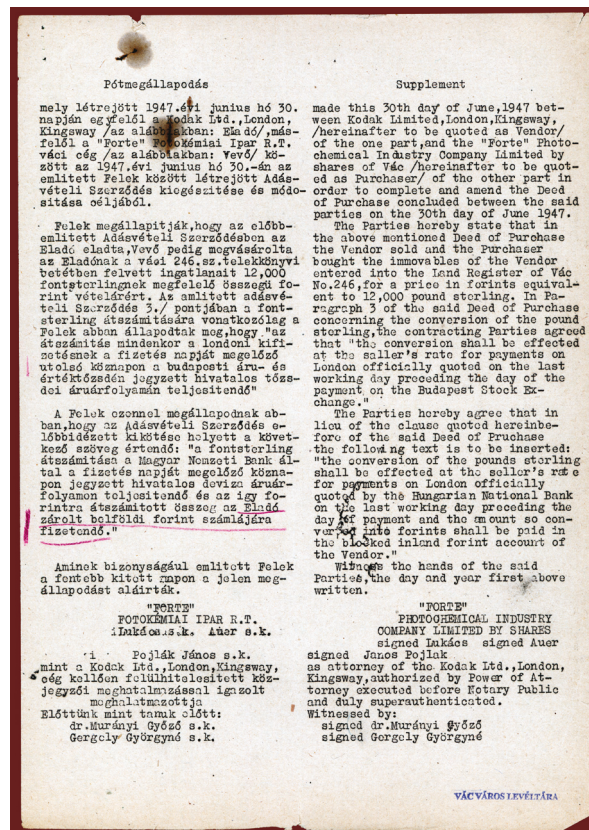 Pótmegállapodás
mely létrejött 1947.évi junius hó 30.
napján egyfelől a Kodak Ltd.,London,
Kingsway /az alábbiakban: Eladó/,más-
felől a "Forte" Fotokémiai Ipar R.T.
váci cég /az alábbiakban: Vevő/ kö-
zött az 1947.évi junius hó 30.-án az
emlitett Felek között létrejött Adás-
vételi Szerződés kiegészitése és módo-
sitása céljából.
Felek megállapitják,hogy az előbb-
emlitett Adásvételi Szerződésben az
Eladó eladta,Vevő pedig megvásárolta
az Eladónak a váci 246.sz.telekkönyvi
betétben felvett ingatlanait 12,000
fontsterlingnek megfelelő összegü fo-
rint vételárért. Az amlitett adásvé-
teli Szerződés 3./ pontjában a font-
sterling átszámitására vonatkozólag a
Felek abban állapodtak meg,hogy "az
átszámitás mindenkor a londoni kifi-
zetésnek a fizetés napját megelőző
utolsó köznapon a budaposti áru- és
értéktőzsdén jegyzett hivatalos tőzs-
dei áruárfolyamán teljesitendő"
A Felek ezennel megállapodnak ab-
ban,hogy az Adásvételi Szerződés e-
lőbbidézett kikötése helyett a követ-
kező szöveg értendő: "a fontsterling
átszámitása a Magyar Nemzeti Bank ál-
tal a fizetés napját megelőző közna-
pon jegyzett hivatalos deviza áruár-
folyamon teljesitendő és az igy fo-
rintra átszámitott összeg az Eladó
zárolt belföldi forint számlájára
fizetendő."
Aminek bizonyságául emlitett Felek
a fentebb kitett napon a jelen meg-
állapodást aláirták.
"FORTE"
FOTOKÉMIAI IPAR R.T.
Lukács s.k. Auer s.k.
Pojlák János s.k.
mint a Kodak Ltd.,London,Kingsway,
cég kellően felülhitelesitett köz-
jegyzői meghatalmazással igazolt
meghalmazottja
Előttünk mint tanuk előtt:
dr.Murányi Győző s.k.
Gergely Györgyné s.k.
Supplement
made this 30th day of June,1947 bet-
ween Kodak Limited,London,Kingsway,
/hereinafter to be quoted as Vendor/
of the one part,and the "Forte" Photo-
chemical Industry Company Limited by
shares of Vác /hereinafter to be quot-
ed as Purchaser/ of the other part in
order to complete and amend the Deed
of Purchase concluded between the said
parties on the 30th day of June 1947.
The Parties hereby state that in
the above mentioned Deed of Purchase
the Vendor sold and the Purchaser
bought the immovables of the Vendor
entered into the Land Register of Vác
No.246,for a price in forints equival-
ent to 12,000 pound sterling. In Pa-
ragraph 3 of the said Deed of Purchase
concerning the conversion of the pound
sterling,the contracting Parties agreed
that "the conversion shall be effected
at the saller's rate for payments on
London officially quoted on the last
working day preceding the day of the
payment on the Budapest Stock Ex-
change."
The Parties hereby agree that in
lieu of the clause quoted hereinbe-
fore of the said Deed of Pruchase
the following text is to be inserted:
"the conversion of the pounds sterling
shall be effected at the seller's rate
for payments on London officially
quoted by the Hungarian National Bank
on the last working day preceding the
day of payment and the amount so con-
verted into forints shall be paid in
the blocked inland forint account of
the Vendor."
Witness the hands of the said
Parties,the day and year first above
written.
"FORTE"
PHOTOCHEMICAL INDUSTRY
COMPANY LIMITED BY SHARES
signed Lukács signed Auer
signed Janos Pojlak
as attorney of the Kodak Ltd.,London,
Kingsway,authorized by Power of At-
torney executed before Notary Public
and duly superauthenticated.
Witnessed by:
signed dr.Murányi Győző
signed Gergely Györgyné
VÁC VÁROS LEVÉLTÁRA